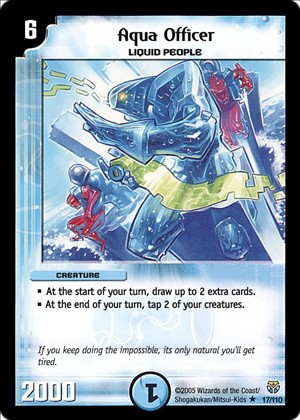 6
Aqua Officer
LIQUID PEOPLE
CREATURE
▪ At the start of your turn, draw up to 2 extra cards.
▪ At the end of your turn, tap 2 of your creatures.
If you keep doing the impossible, its only natural you'll get
tired.
2000
1
©2005 Wizards of the Coast/
Shogakukan/Mitsui-Kids ★ 17/110